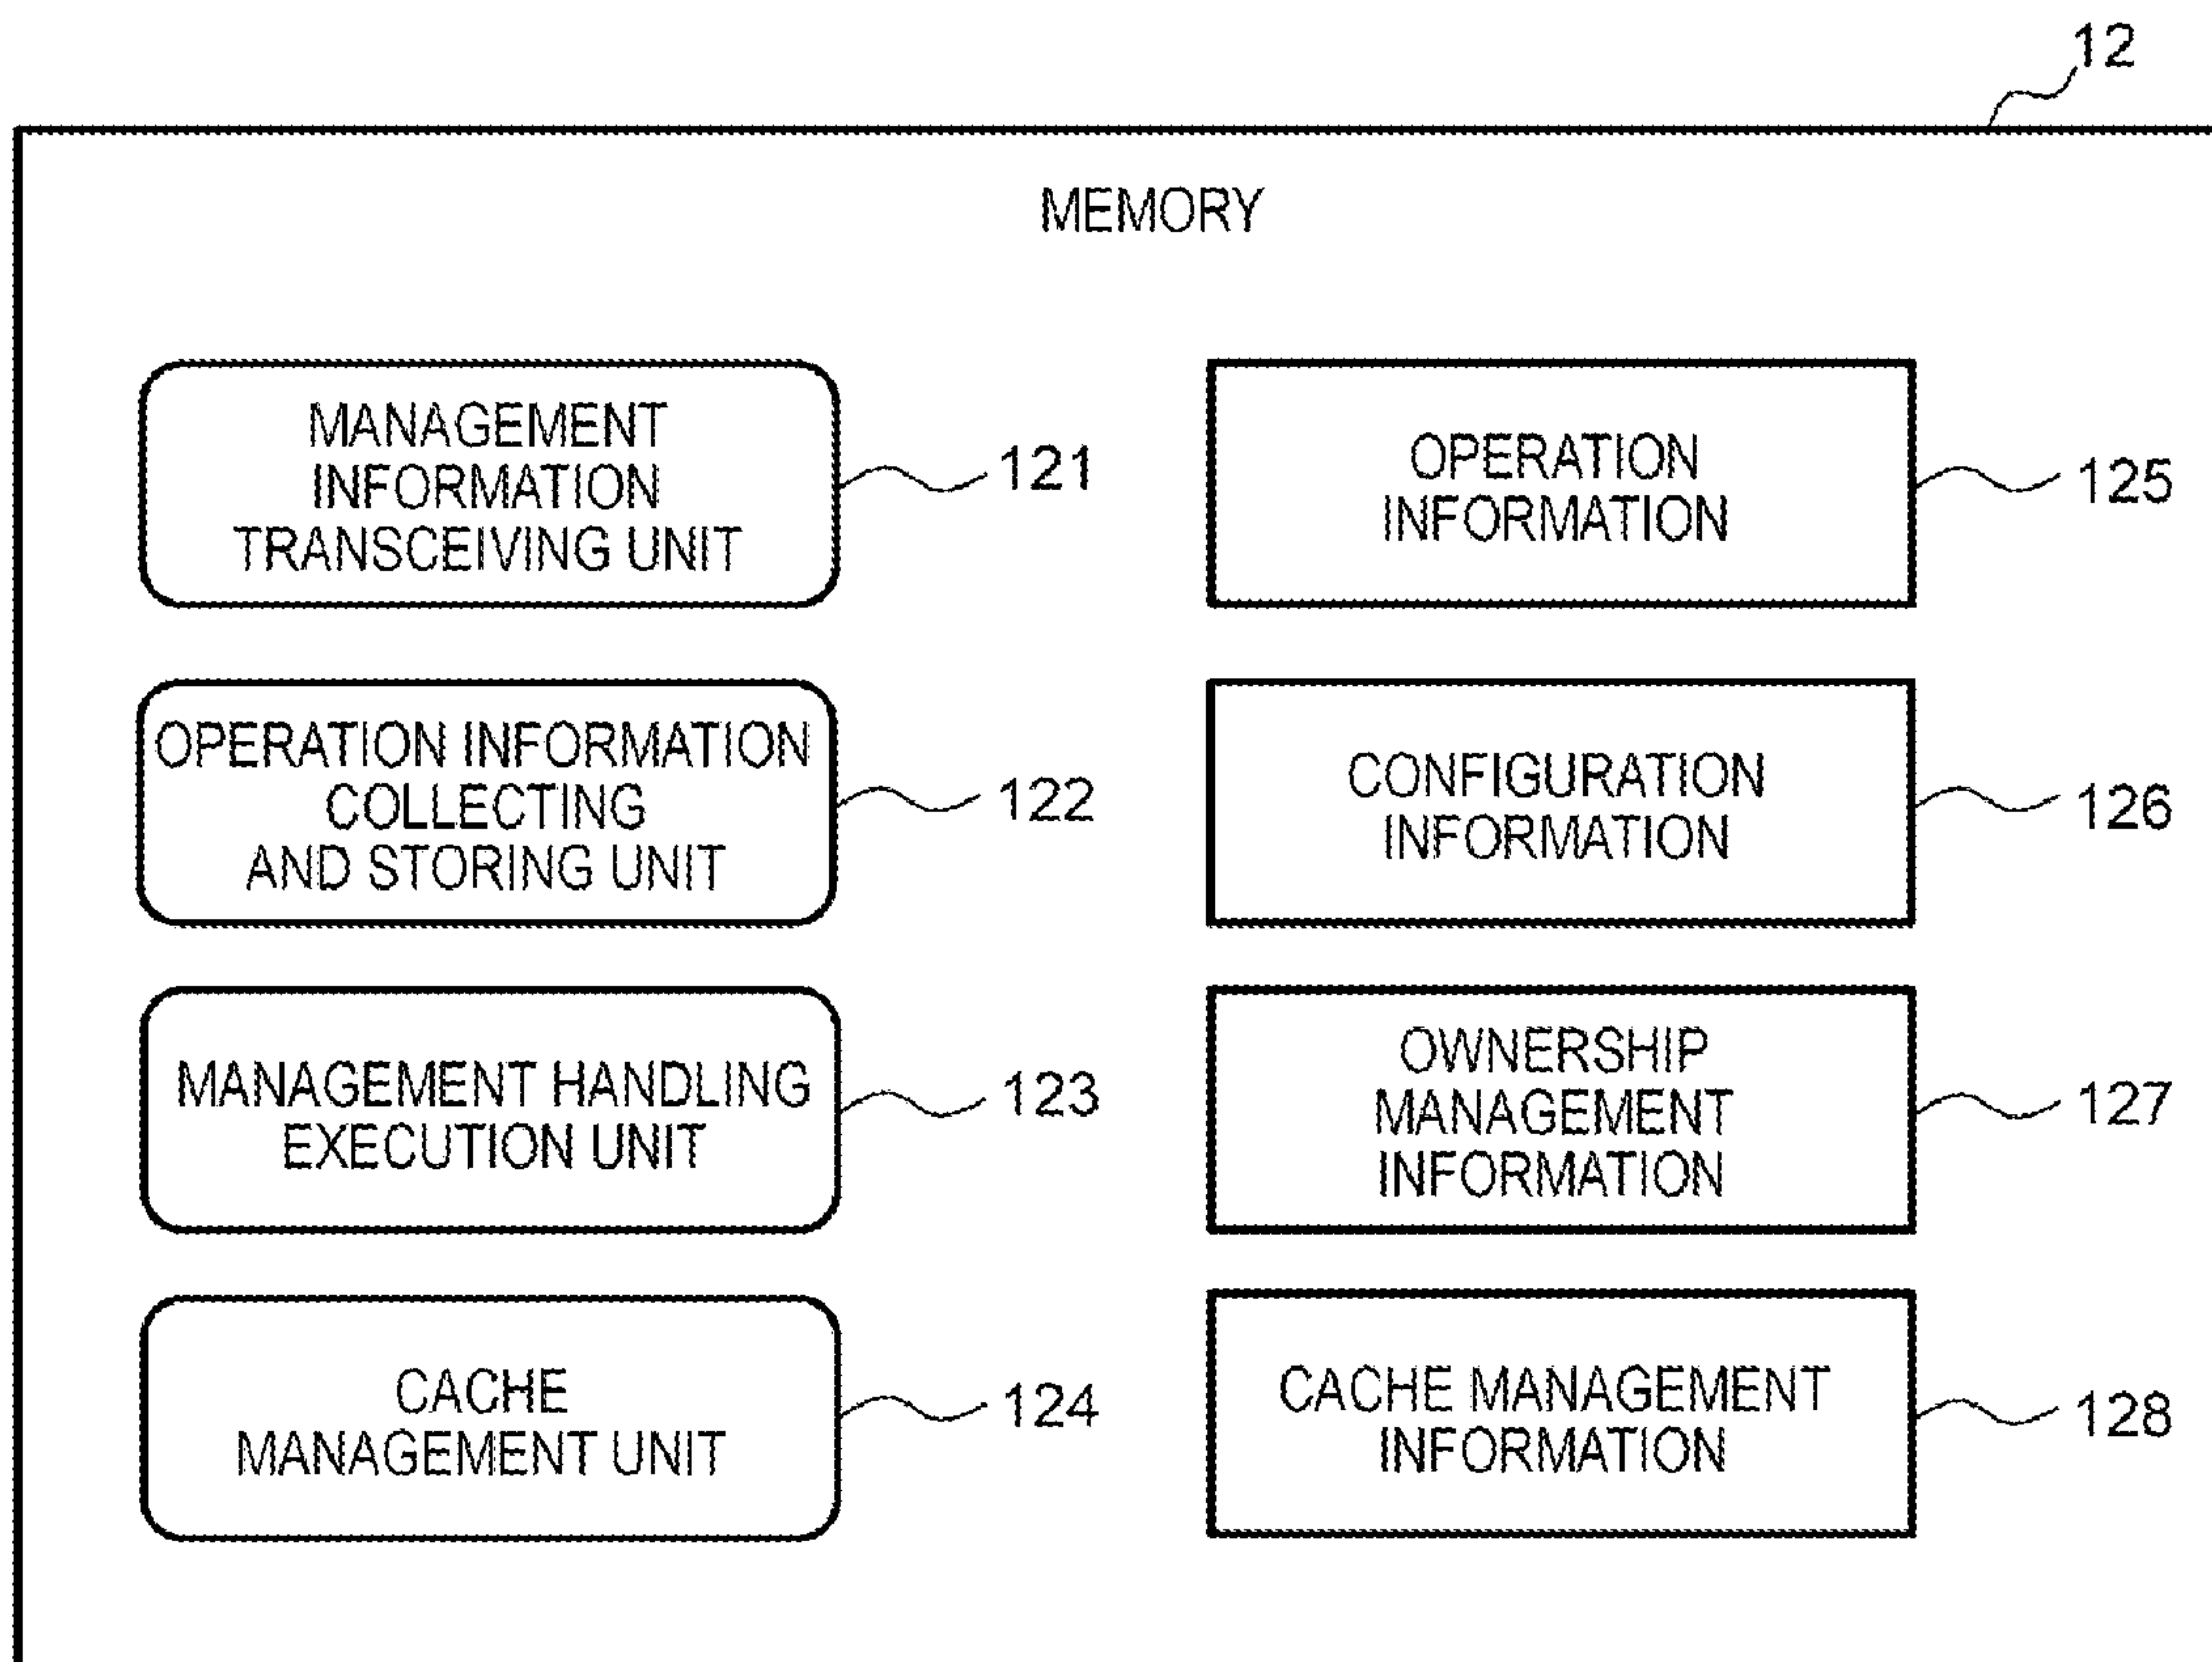 12
MEMORY
MANAGEMENT
INFORMATION
TRANSCEIVING UNIT
121
OPERATION
INFORMATION
125
OPERATION INFORMATION
COLLECTING
AND STORING UNIT
122
CONFIGURATION
INFORMATION
126
MANAGEMENT HANDLING
EXECUTION UNIT
123
OWNERSHIP
MANAGEMENT
INFORMATION
127
CACHE
MANAGEMENT UNIT
124
CACHE MANAGEMENT
INFORMATION
128